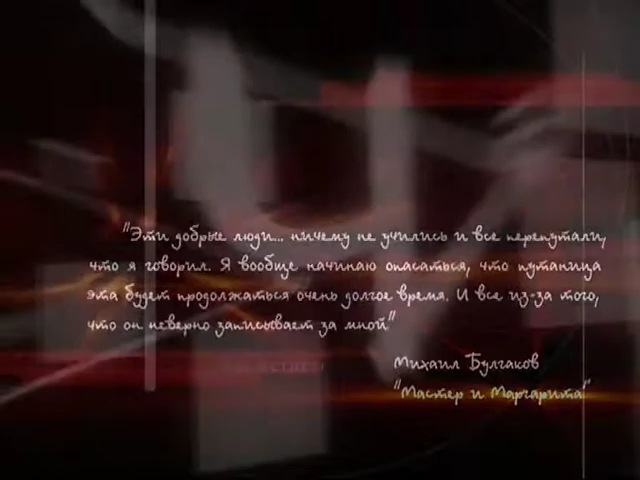 "Эти добрые люди... ничему не учились и все перепутали,
что я говорил. Я вообще начинаю опасаться, что путаница
эта будет продолжаться очень долгое время. И все из-за того,
что он неверно записывает за мной"
Михаил Булгаков
"Мастер и Маргарита"